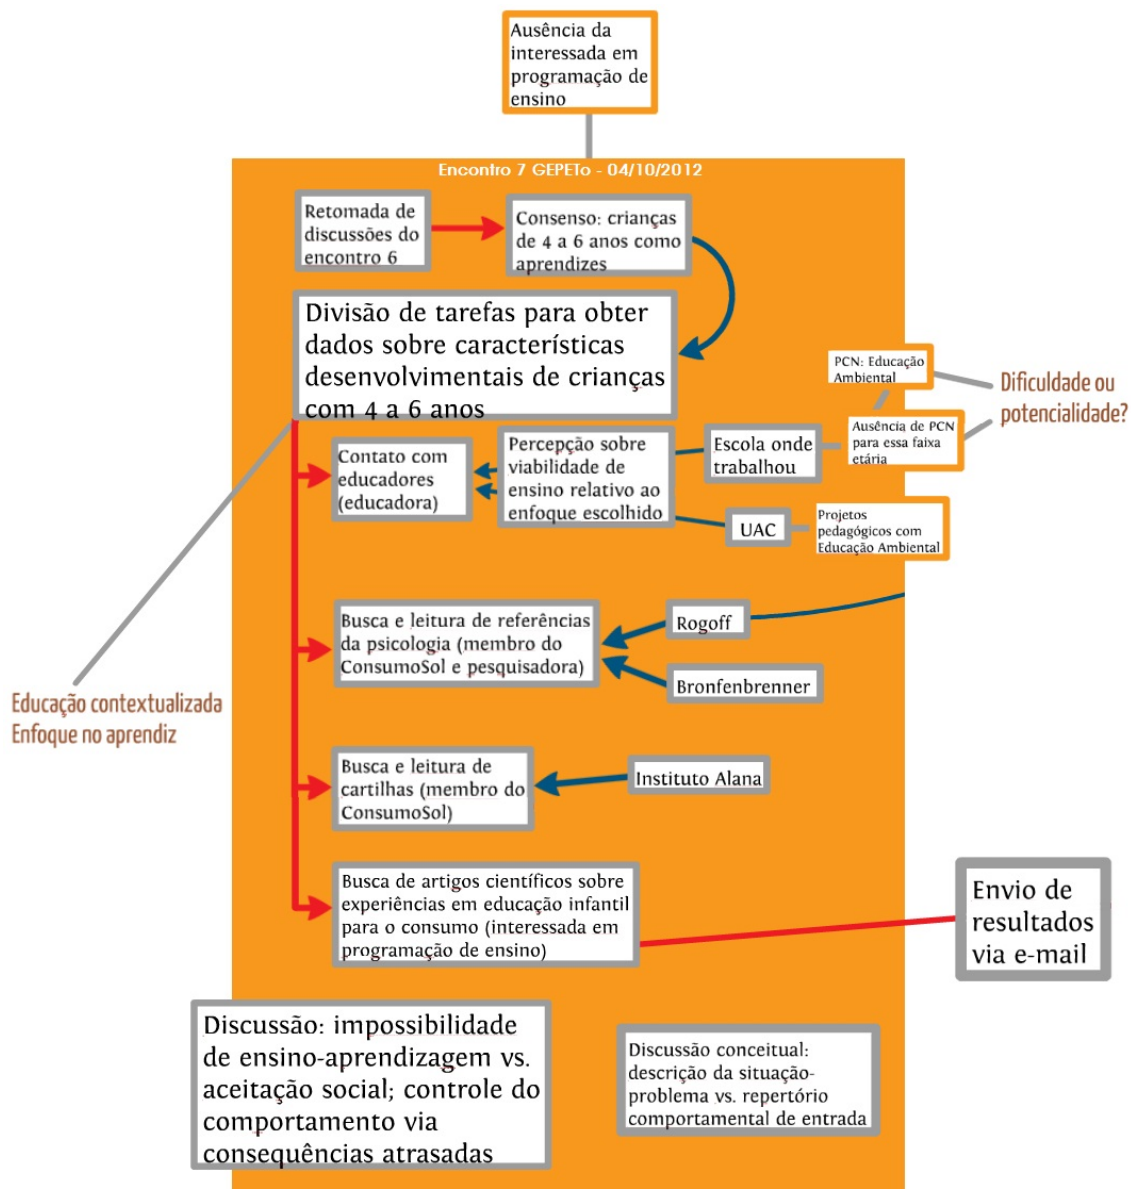 Ausência da
interessada em
programação de
ensino
Encontro 7 GEPETo - 04/10/2012
Retomada de
discussões do
encontro 6
Consenso: crianças
de 4 a 6 anos como
aprendizes
Divisão de tarefas para obter
dados sobre características
desenvolvimentais de crianças
com 4 a 6 anos
PCN: Educação
Ambiental
Dificuldade ou
potencialidade?
Ausência de PCN
para essa faixa
etária
Escola onde
trabalhou
Percepção sobre
viabilidade de
ensino relativo ao
enfoque escolhido
Contato com
educadores
(educadora)
UAC
Projetos
pedagógicos com
Educação Ambiental
Busca e leitura de referências
da psicologia (membro do
ConsumoSol e pesquisadora)
Rogoff
Bronfenbrenner
Educação contextualizada
Enfoque no aprendiz
Busca e leitura de
cartilhas (membro do
ConsumoSol)
Instituto Alana
Busca de artigos científicos sobre
experiências em educação infantil
para o consumo (interessada em
programação de ensino)
Envio de
resultados
via e-mail
Discussão: impossibilidade
de ensino-aprendizagem vs.
aceitação social; controle do
comportamento via
consequências atrasadas
Discussão conceitual:
descrição da situação-
problema vs. repertório
comportamental de entrada